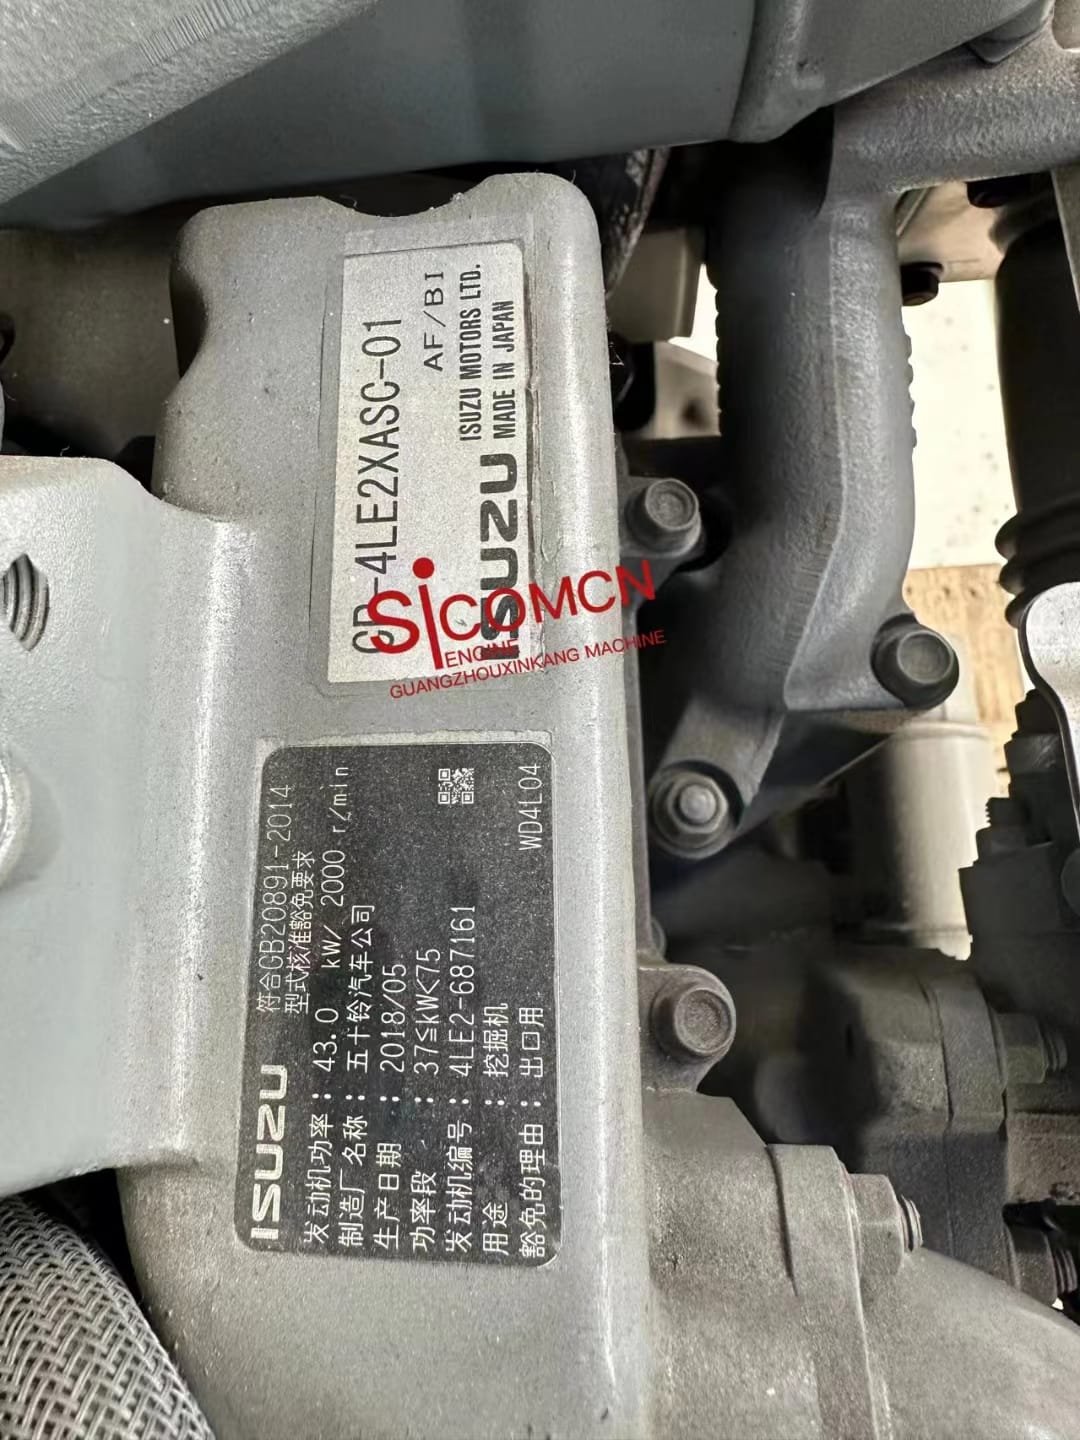 GD-4LE2XASC-01
AF/BI
ISUZU
ISUZU MOTORS LTD.
MADE IN JAPAN
SiCOMCN
ENGINE
GUANGZHOUXINKANG MACHINE
ISUZU
符合GB20891-2014
型式核准豁免要求
发动机功率: 43.0 kW/ 2000 r/min
制造厂名称: 五十铃汽车公司
生产日期: 2018/05
功率段: 37≤kW<75
发动机编号: 4LE2-687161
用途: 挖掘机
豁免的理由: 出口用
WD4L04